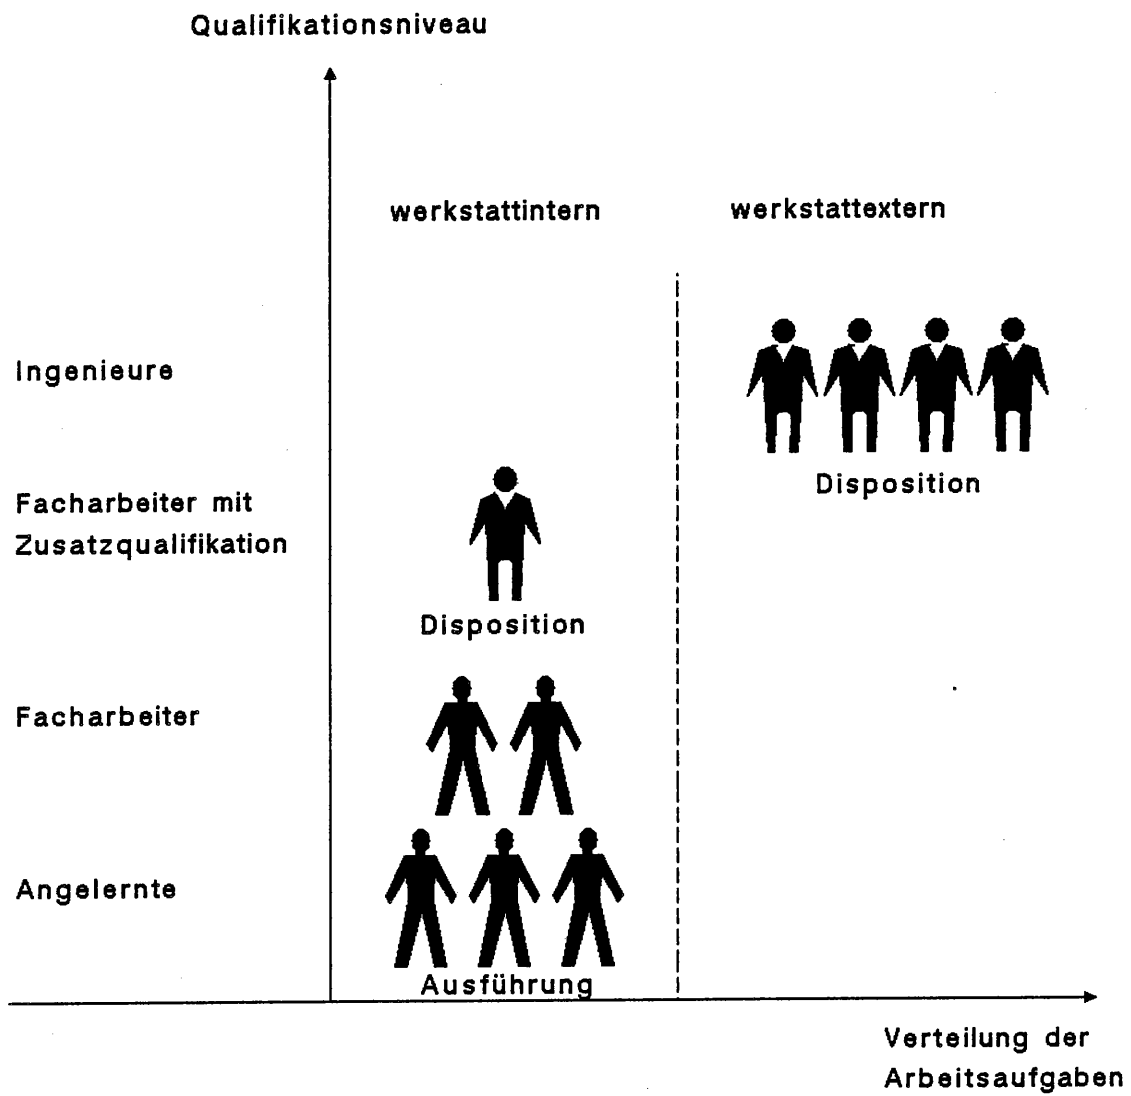 Qualifikationsniveau
werkstattintern
werkstattextern
Ingenieure
Disposition
Facharbeiter mit
Zusatzqualifikation
Disposition
Facharbeiter
Angelernte
Ausführung
Verteilung der
Arbeitsaufgaben